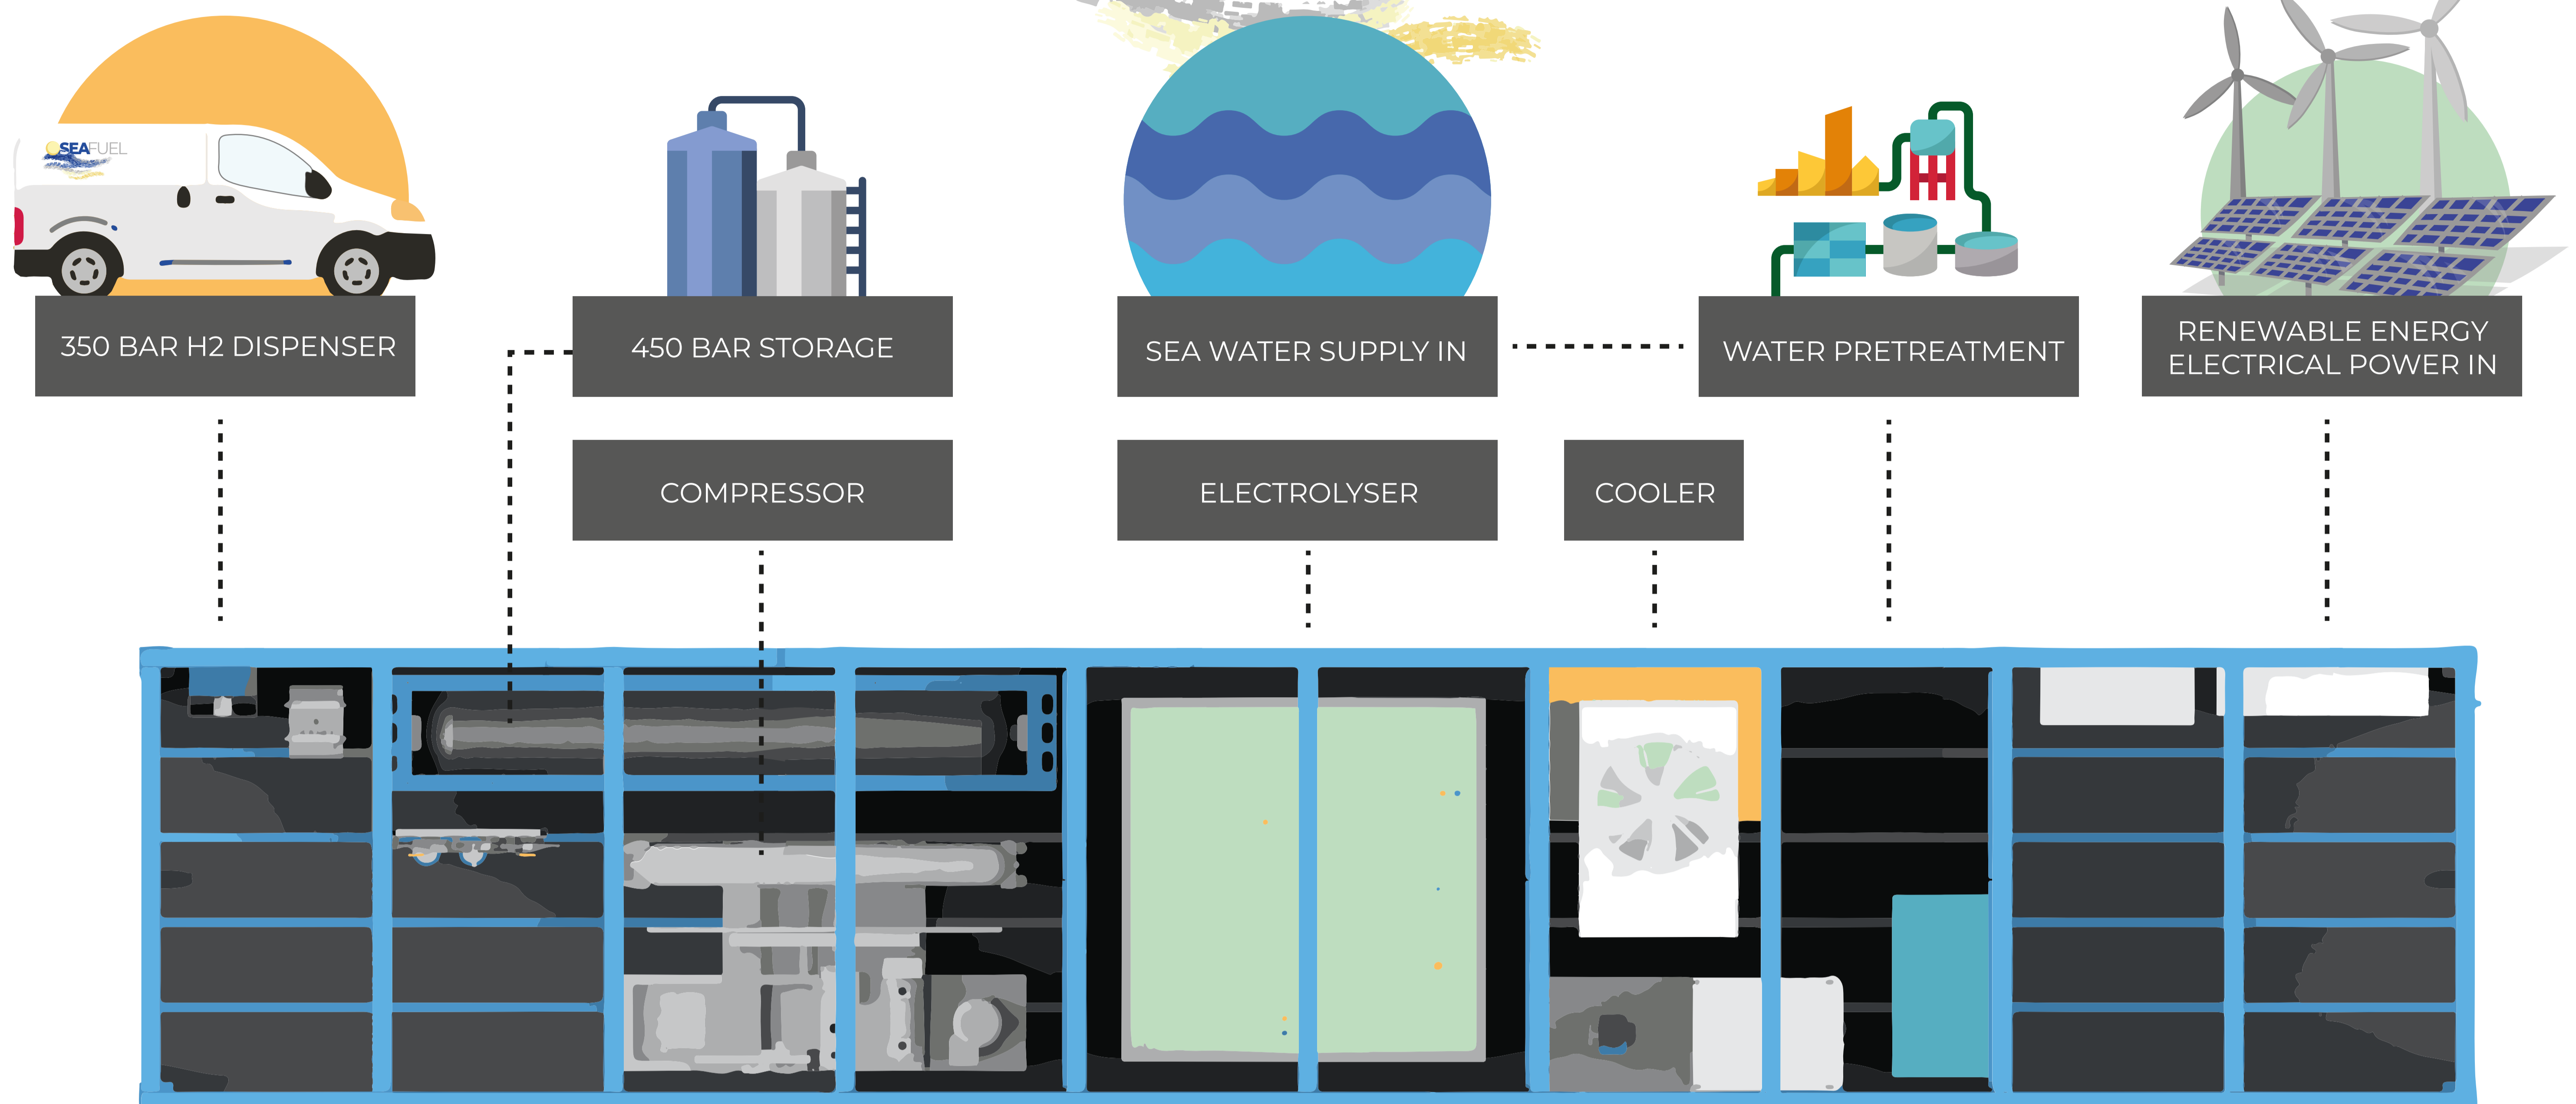 SEAFUEL
350 BAR H2 DISPENSER
450 BAR STORAGE
SEA WATER SUPPLY IN
WATER PRETREATMENT
RENEWABLE ENERGY
ELECTRICAL POWER IN
COMPRESSOR
ELECTROLYSER
COOLER